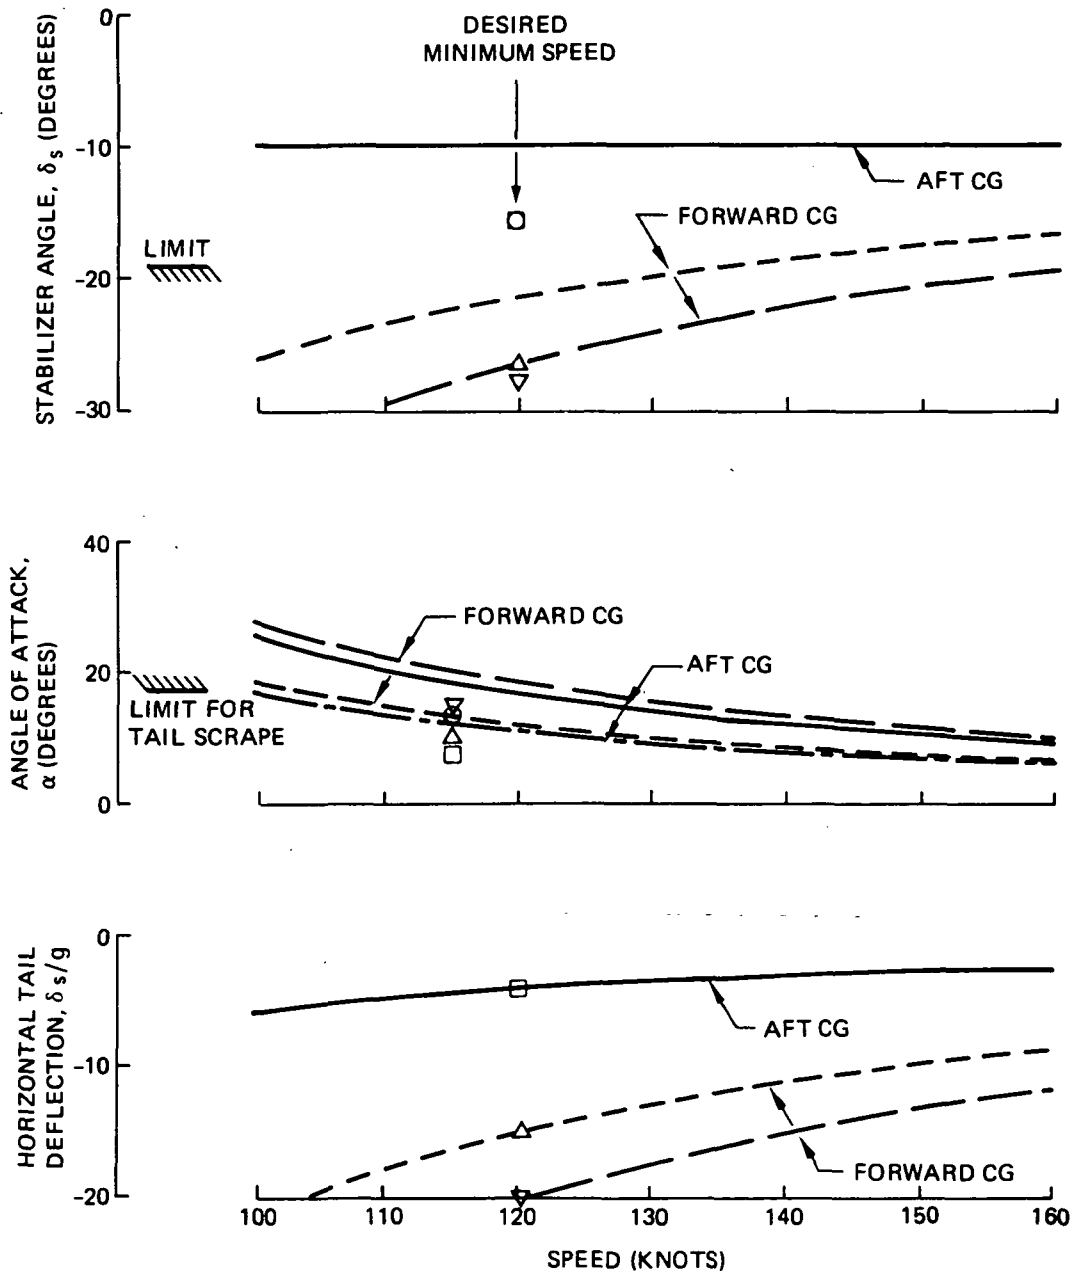 STABILIZER ANGLE, δs (DEGREES)
0
-10
-20
-30
DESIRED
MINIMUM SPEED
AFT CG
FORWARD CG
LIMIT
ANGLE OF ATTACK,
α (DEGREES)
40
20
0
FORWARD CG
AFT CG
LIMIT FOR
TAIL SCRAPE
HORIZONTAL TAIL
DEFLECTION, δs/g
0
-10
-20
AFT CG
FORWARD CG
100 110 120 130 140 150 160
SPEED (KNOTS)